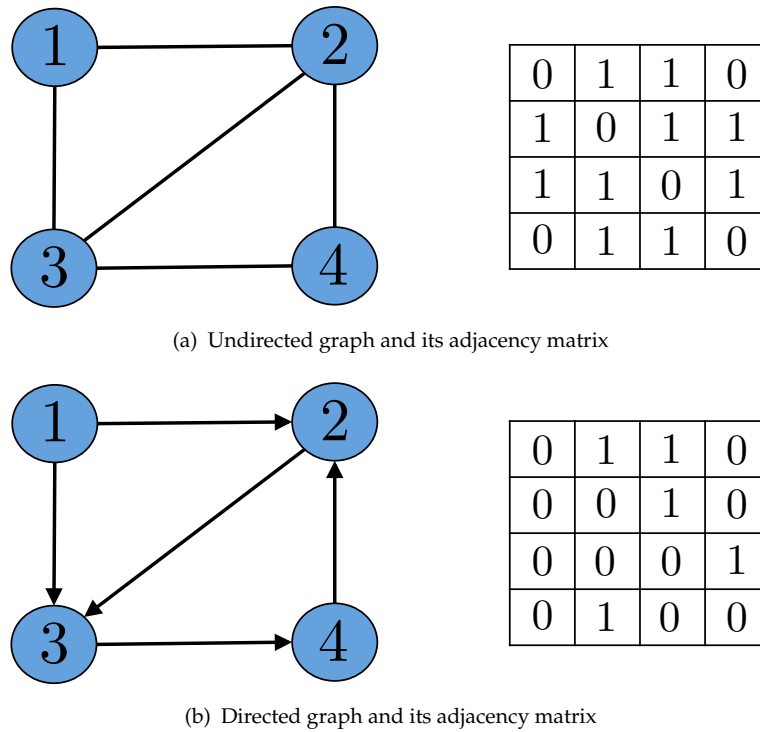 1 2
0 1 1 0
1 0 1 1
1 1 0 1
3 4
0 1 1 0
(a) Undirected graph and its adjacency matrix
1 2
0 1 1 0
0 0 1 0
0 0 0 1
3 4
0 1 0 0
(b) Directed graph and its adjacency matrix